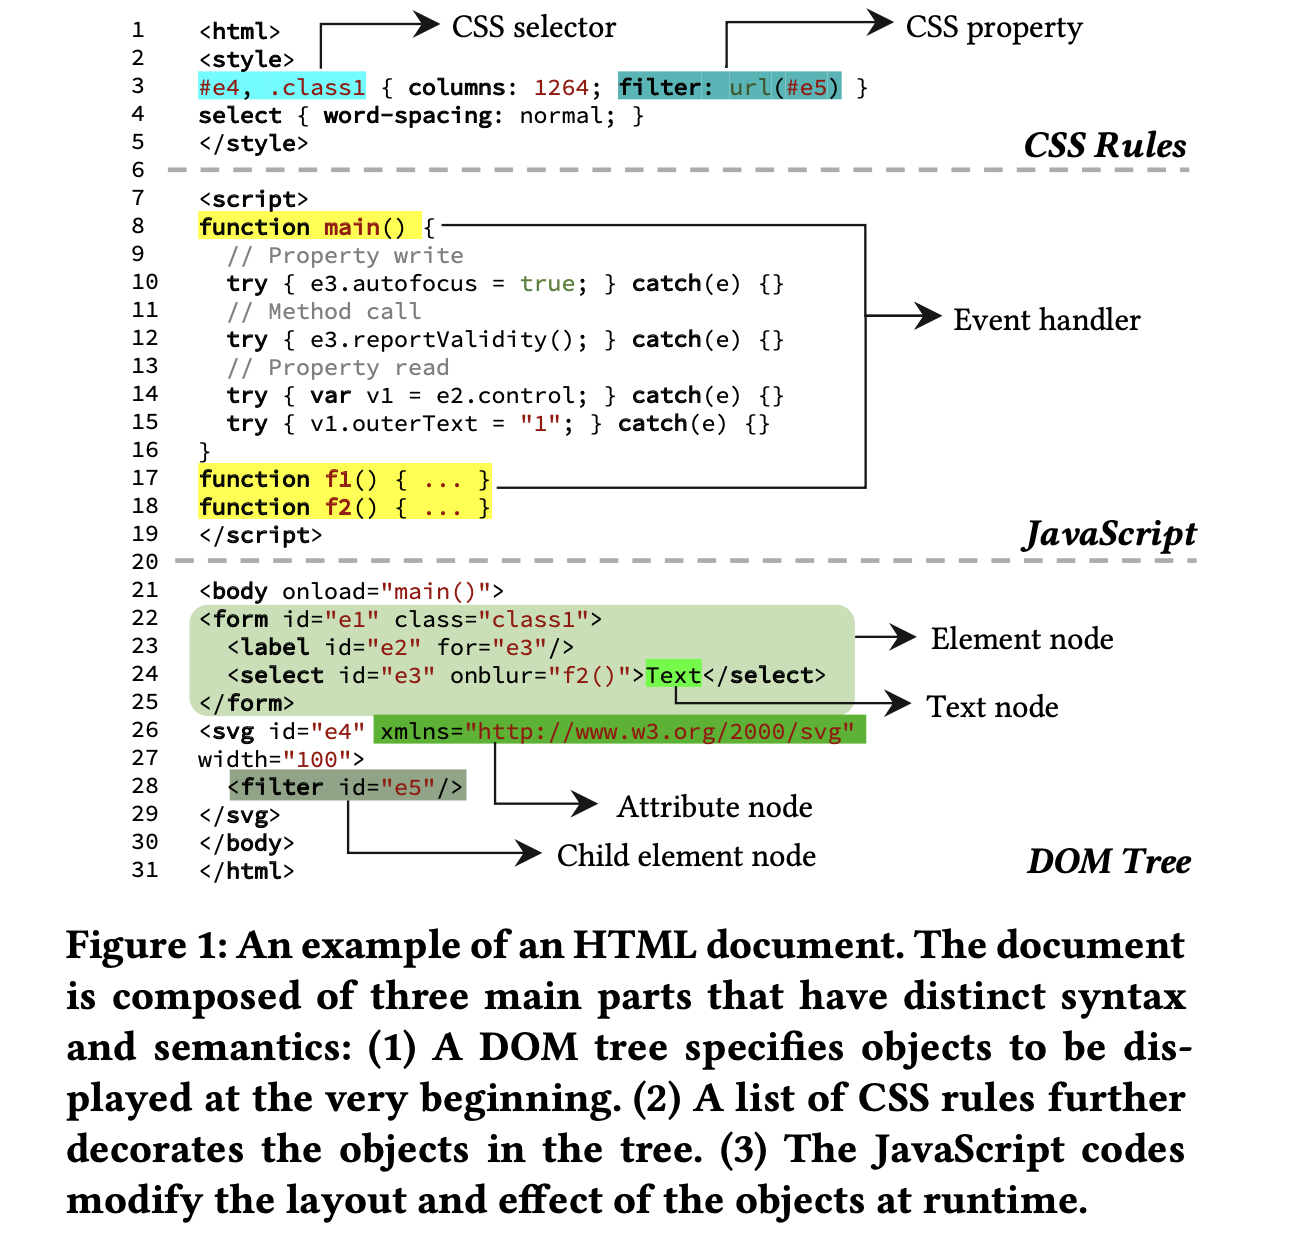 CSS selector
CSS property
1 <html>
2 <style>
3 #e4, .class1 { columns: 1264; filter: url(#e5) }
4 select { word-spacing: normal; }
5 </style>
CSS Rules
6
7 <script>
8 function main() {
9 // Property write
10 try { e3.autofocus = true; } catch(e) {}
11 // Method call
Event handler
12 try { e3.reportValidity(); } catch(e) {}
13 // Property read
14 try { var v1 = e2.control; } catch(e) {}
15 try { v1.outerText = "1"; } catch(e) {}
16 }
17 function f1() { ... }
18 function f2() { ... }
19 </script>
JavaScript
20
21 <body onload="main()">
22 <form id="e1" class="class1">
23 <label id="e2" for="e3"/>
Element node
24 <select id="e3" onblur="f2()">Text</select>
25 </form>
Text node
26 <svg id="e4" xmlns="http://www.w3.org/2000/svg"
27 width="100">
28 <filter id="e5"/>
Attribute node
29 </svg>
30 </body>
Child element node
31 </html>
DOM Tree
Figure 1: An example of an HTML document. The document
is composed of three main parts that have distinct syntax
and semantics: (1) A DOM tree specifies objects to be dis-
played at the very beginning. (2) A list of CSS rules further
decorates the objects in the tree. (3) The JavaScript codes
modify the layout and effect of the objects at runtime.